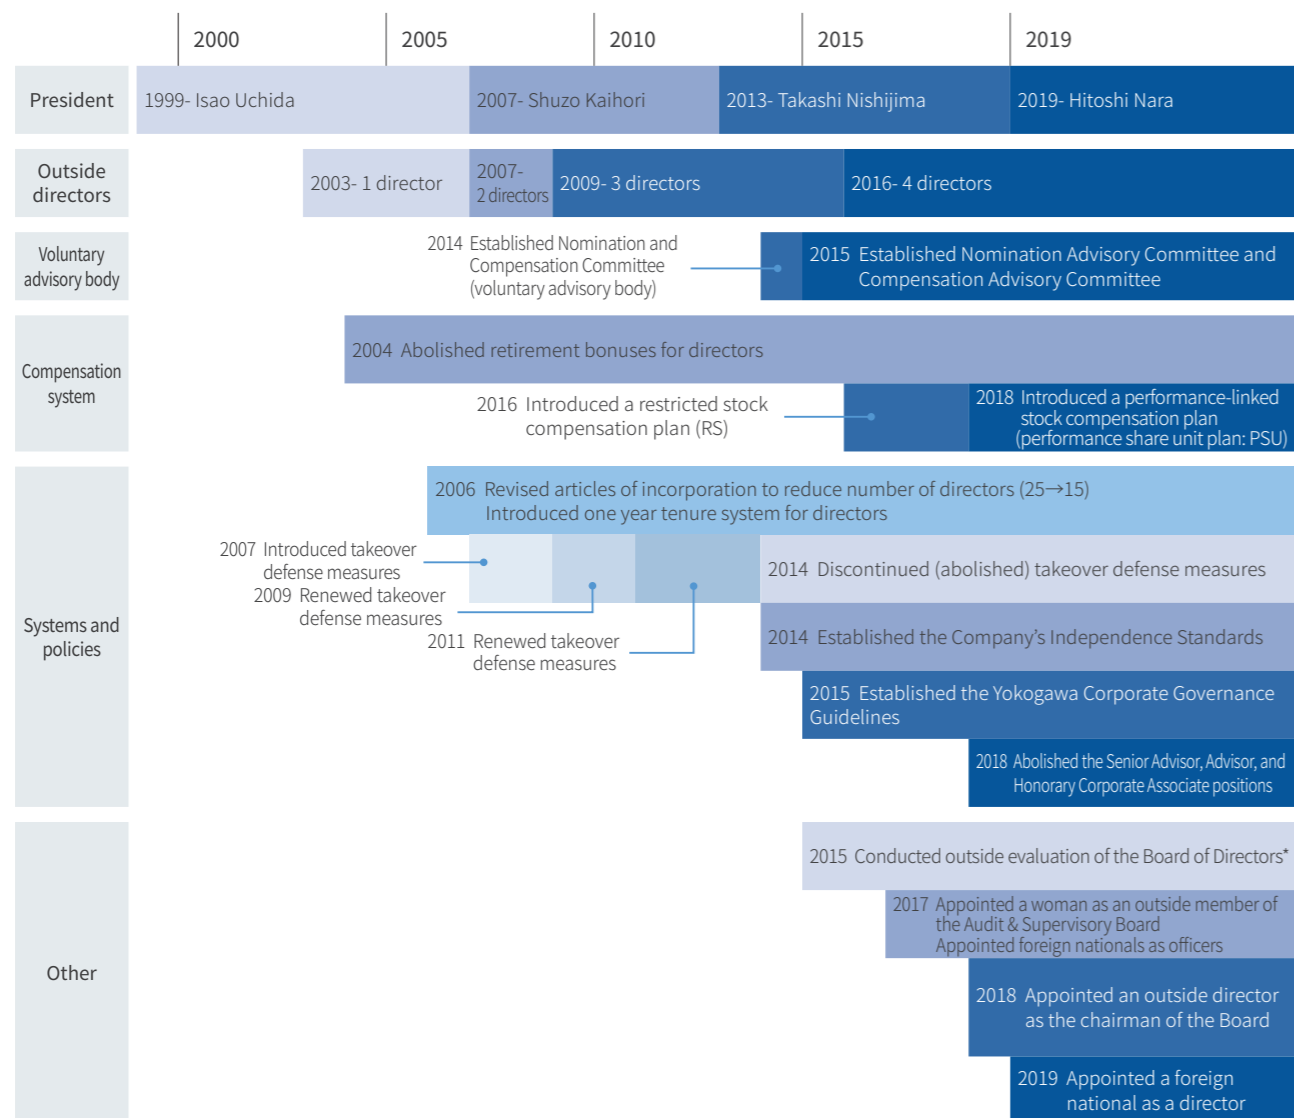 2000
2005
2010
2015
2019
President
1999- Isao Uchida
2007- Shuzo Kaihori
2013- Takashi Nishijima
2019- Hitoshi Nara
Outside
directors
2003- 1 director
2007-
2 directors
2009- 3 directors
2016- 4 directors
Voluntary
advisory body
2014 Established Nomination and
Compensation Committee
(voluntary advisory body)
2015 Established Nomination Advisory Committee and
Compensation Advisory Committee
Compensation
system
2004 Abolished retirement bonuses for directors
2016 Introduced a restricted stock
compensation plan (RS)
2018 Introduced a performance-linked
stock compensation plan
(performance share unit plan: PSU)
Systems and
policies
2006 Revised articles of incorporation to reduce number of directors (25→15)
Introduced one year tenure system for directors
2007 Introduced takeover
defense measures
2009 Renewed takeover
defense measures
2011 Renewed takeover
defense measures
2014 Discontinued (abolished) takeover defense measures
2014 Established the Company’s Independence Standards
2015 Established the Yokogawa Corporate Governance
Guidelines
2018 Abolished the Senior Advisor, Advisor, and
Honorary Corporate Associate positions
Other
2015 Conducted outside evaluation of the Board of Directors*
2017 Appointed a woman as an outside member of
the Audit & Supervisory Board
Appointed foreign nationals as officers
2018 Appointed an outside director
as the chairman of the Board
2019 Appointed a foreign
national as a director